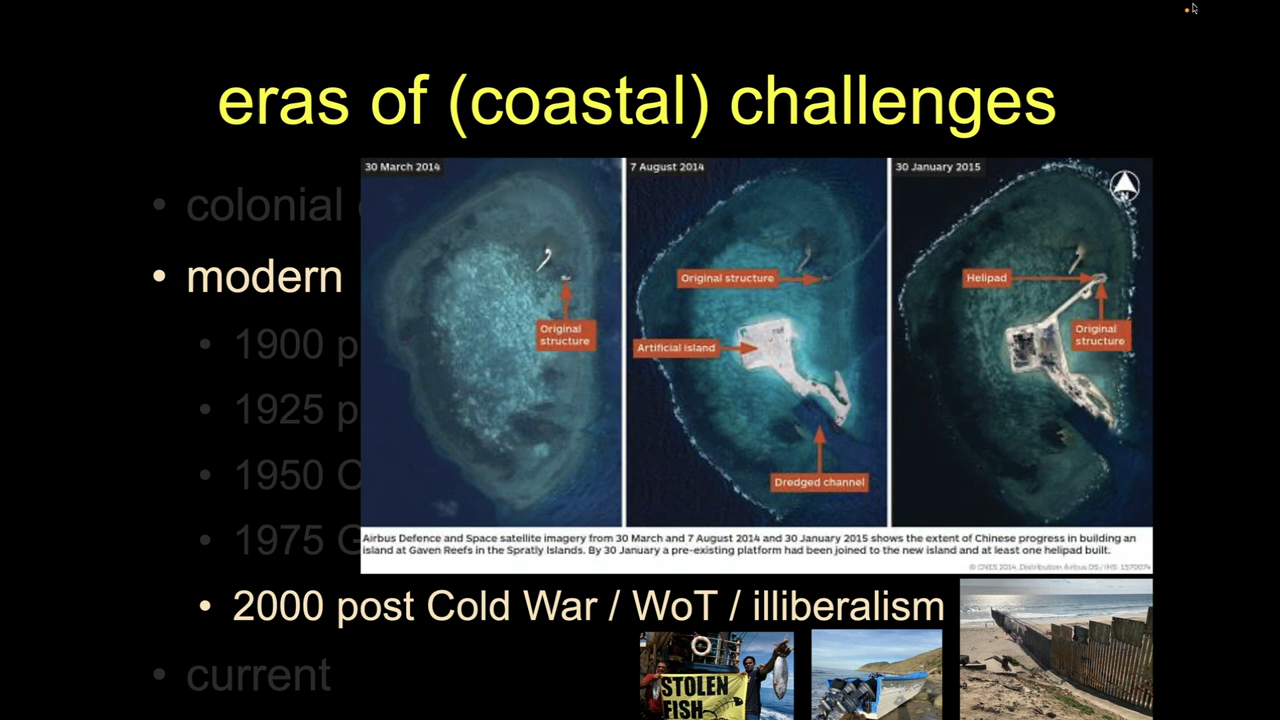 eras of (coastal) challenges
• colonial
• modern
• 1900 p
• 1925 p
• 1950 C
• 1975 G
30 March 2014
Original
structure
7 August 2014
Original structure
Artificial island
Dredged channel
30 January 2015
N
Helipad
Original
structure
Airbus Defence and Space satellite imagery from 30 March and 7 August 2014 and 30 January 2015 shows the extent of Chinese progress in building an
island at Gaven Reefs in the Spratly Islands. By 30 January a pre-existing platform had been joined to the new island and at least one helipad built.
© CNES 2014, Distribution Airbus DS / IHS 1570074
• 2000 post Cold War / WoT / illiberalism
• current
STOLEN
FISH